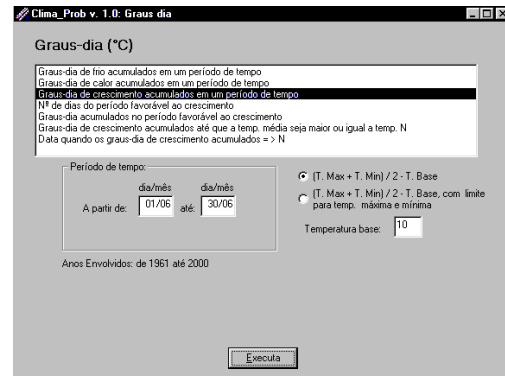 Clima_Prob v. 1.0: Graus dia
Graus-dia (°C)
Graus-dia de frio acumulados em um período de tempo
Graus-dia de calor acumulados em um período de tempo
Graus-dia de crescimento acumulados em um período de tempo
Nº de dias do período favorável ao crescimento
Graus-dia acumulados no período favorável ao crescimento
Graus-dia de crescimento acumulados até que a temp. média seja maior ou igual a temp. N
Data quando os graus-dia de crescimento acumulados = > N
Período de tempo:
dia/mês dia/mês
A partir de: 01/06 até: 30/06
(T. Max + T. Min) / 2 - T. Base
(T. Max + T. Min) / 2 - T. Base, com limite
para temp. máxima e mínima
Temperatura base: 10
Anos Envolvidos: de 1961 até 2000
Executa